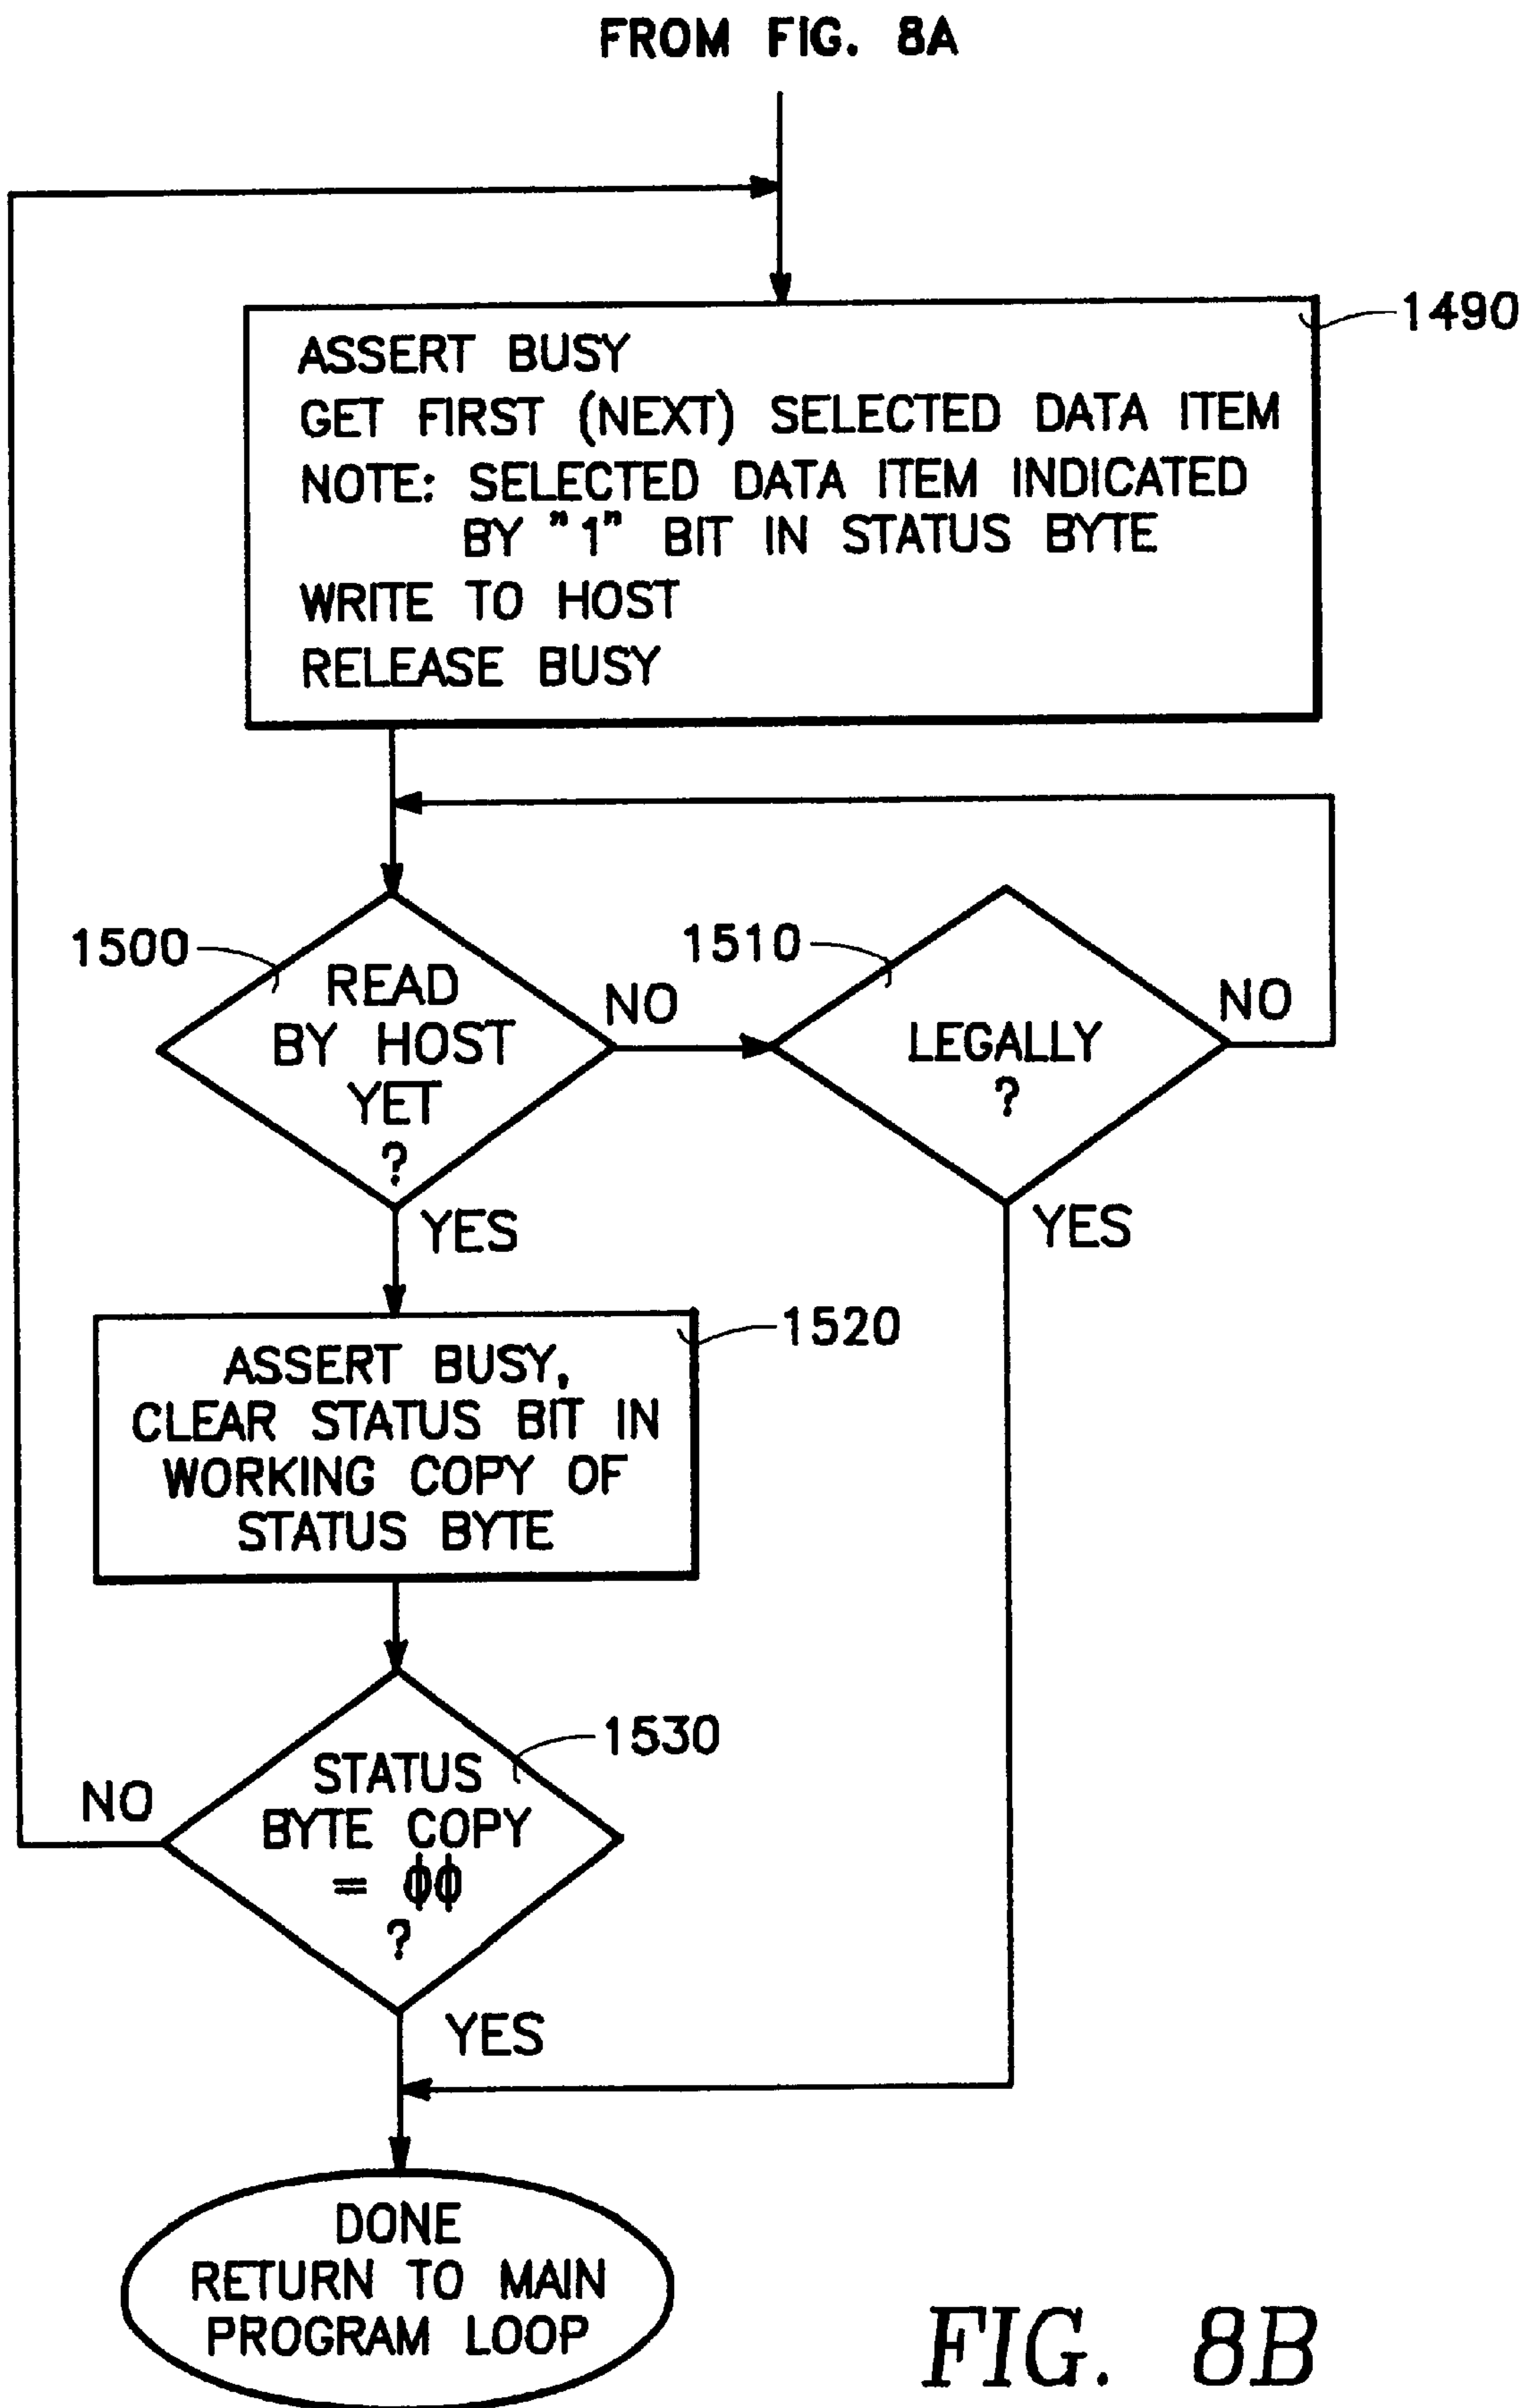 FROM FIG. 8A
1490
ASSERT BUSY
GET FIRST (NEXT) SELECTED DATA ITEM
NOTE: SELECTED DATA ITEM INDICATED
BY "1" BIT IN STATUS BYTE
WRITE TO HOST
RELEASE BUSY
1500
READ
BY HOST
YET
?
NO
YES
1510
LEGALLY
?
NO
YES
1520
ASSERT BUSY,
CLEAR STATUS BIT IN
WORKING COPY OF
STATUS BYTE
1530
STATUS
BYTE COPY
= ϕϕ
?
NO
YES
DONE
RETURN TO MAIN
PROGRAM LOOP
FIG. 8B